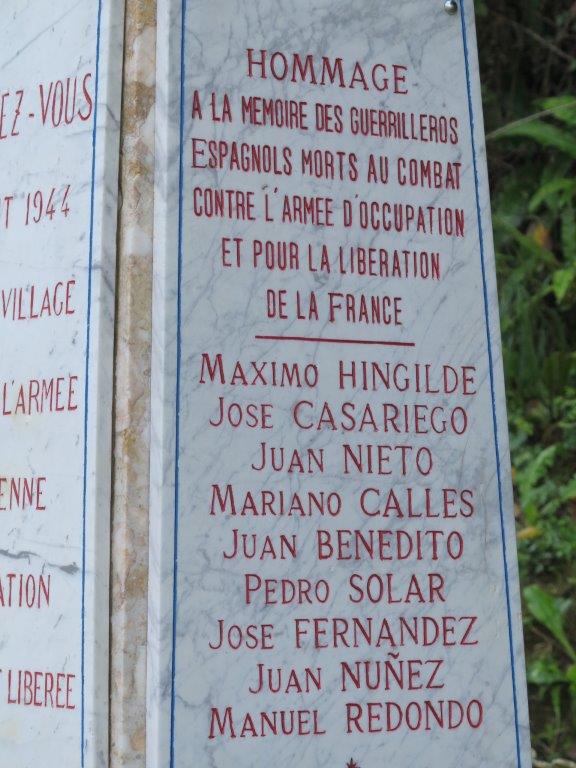 EZ-VOUS
T 1944
VILLAGE
L'ARMÉE
ENNE
ATION
LIBEREE
HOMMAGE
A LA MEMOIRE DES GUERRILLEROS
ESPAGNOLS MORTS AU COMBAT
CONTRE L'ARMEE D'OCCUPATION
ET POUR LA LIBERATION
DE LA FRANCE
MAXIMO HINGILDE
JOSE CASARIEGO
JUAN NIETO
MARIANO CALLES
JUAN BENEDITO
PEDRO SOLAR
JOSE FERNANDEZ
JUAN NUÑEZ
MANUEL REDONDO